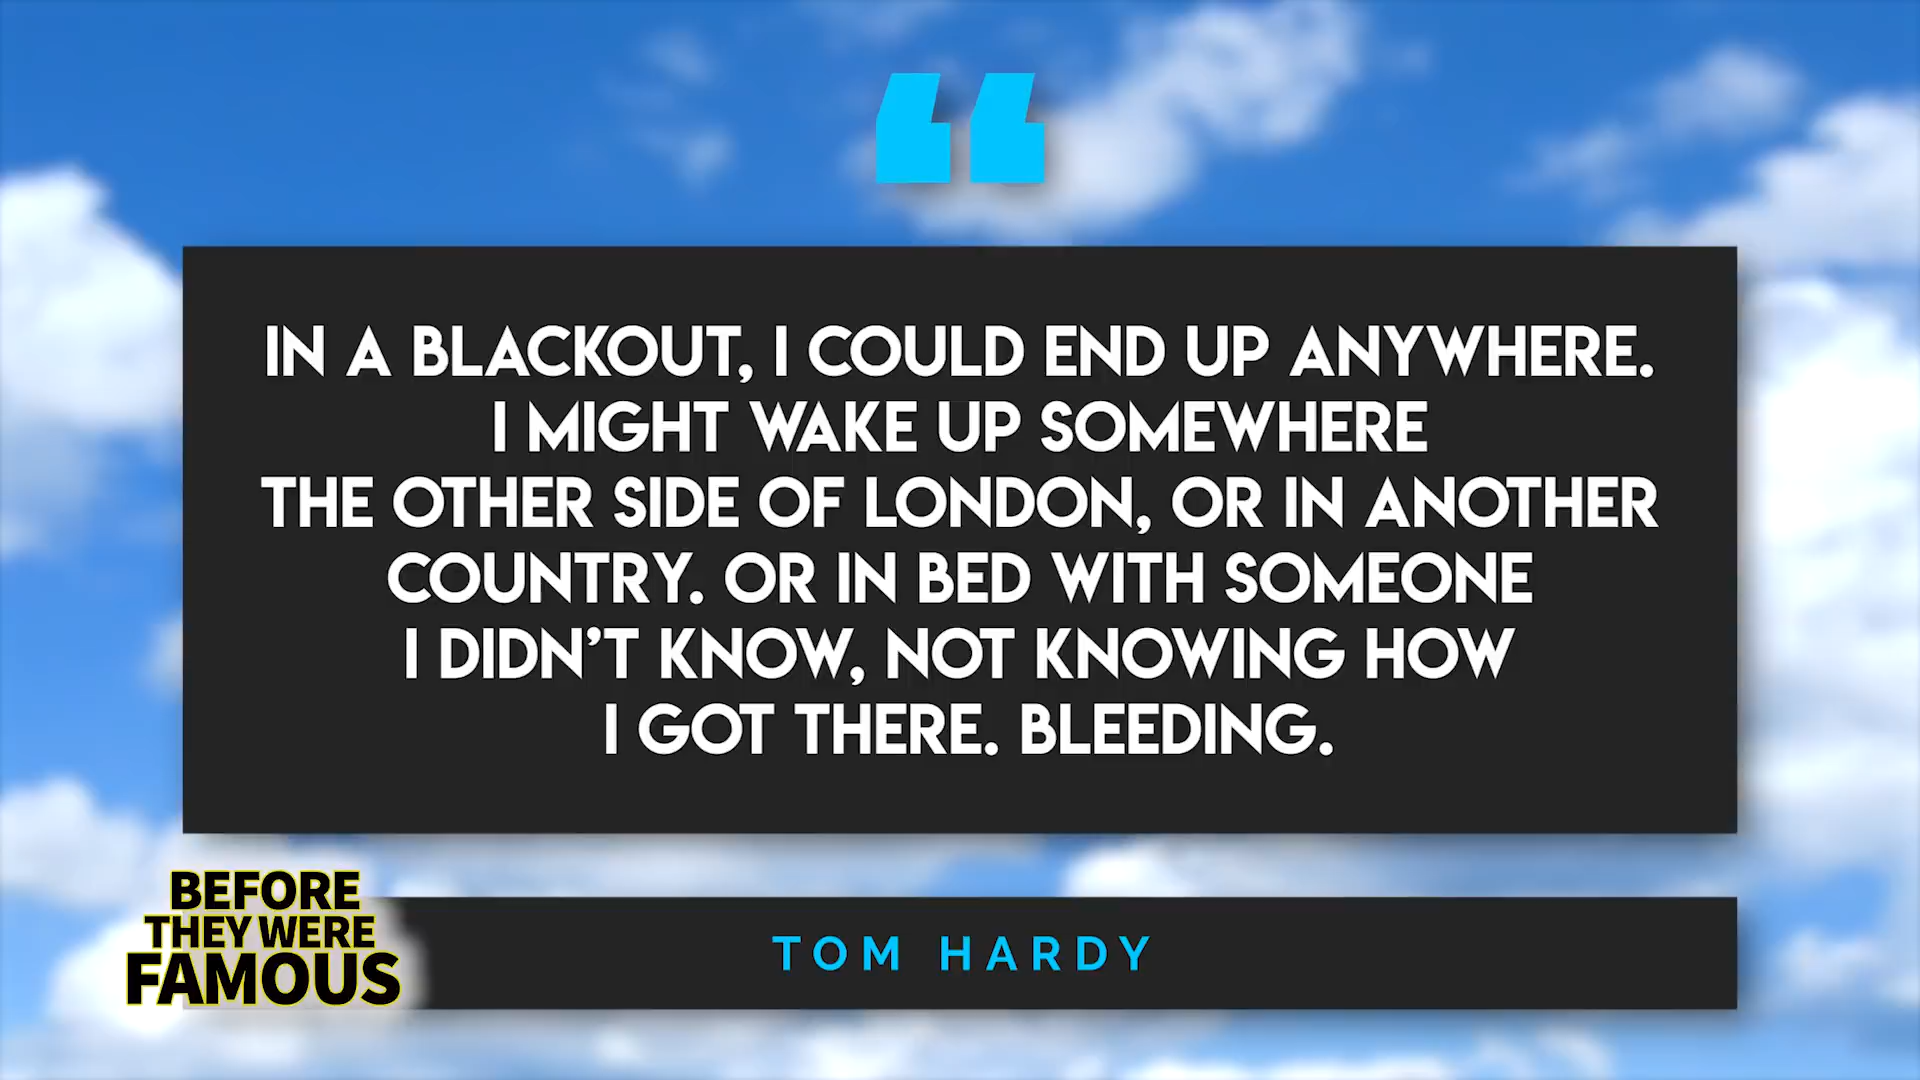 “
IN A BLACKOUT, I COULD END UP ANYWHERE.
I MIGHT WAKE UP SOMEWHERE
THE OTHER SIDE OF LONDON, OR IN ANOTHER
COUNTRY. OR IN BED WITH SOMEONE
I DIDN’T KNOW, NOT KNOWING HOW
I GOT THERE. BLEEDING.
TOM HARDY
BEFORE
THEY WERE
FAMOUS